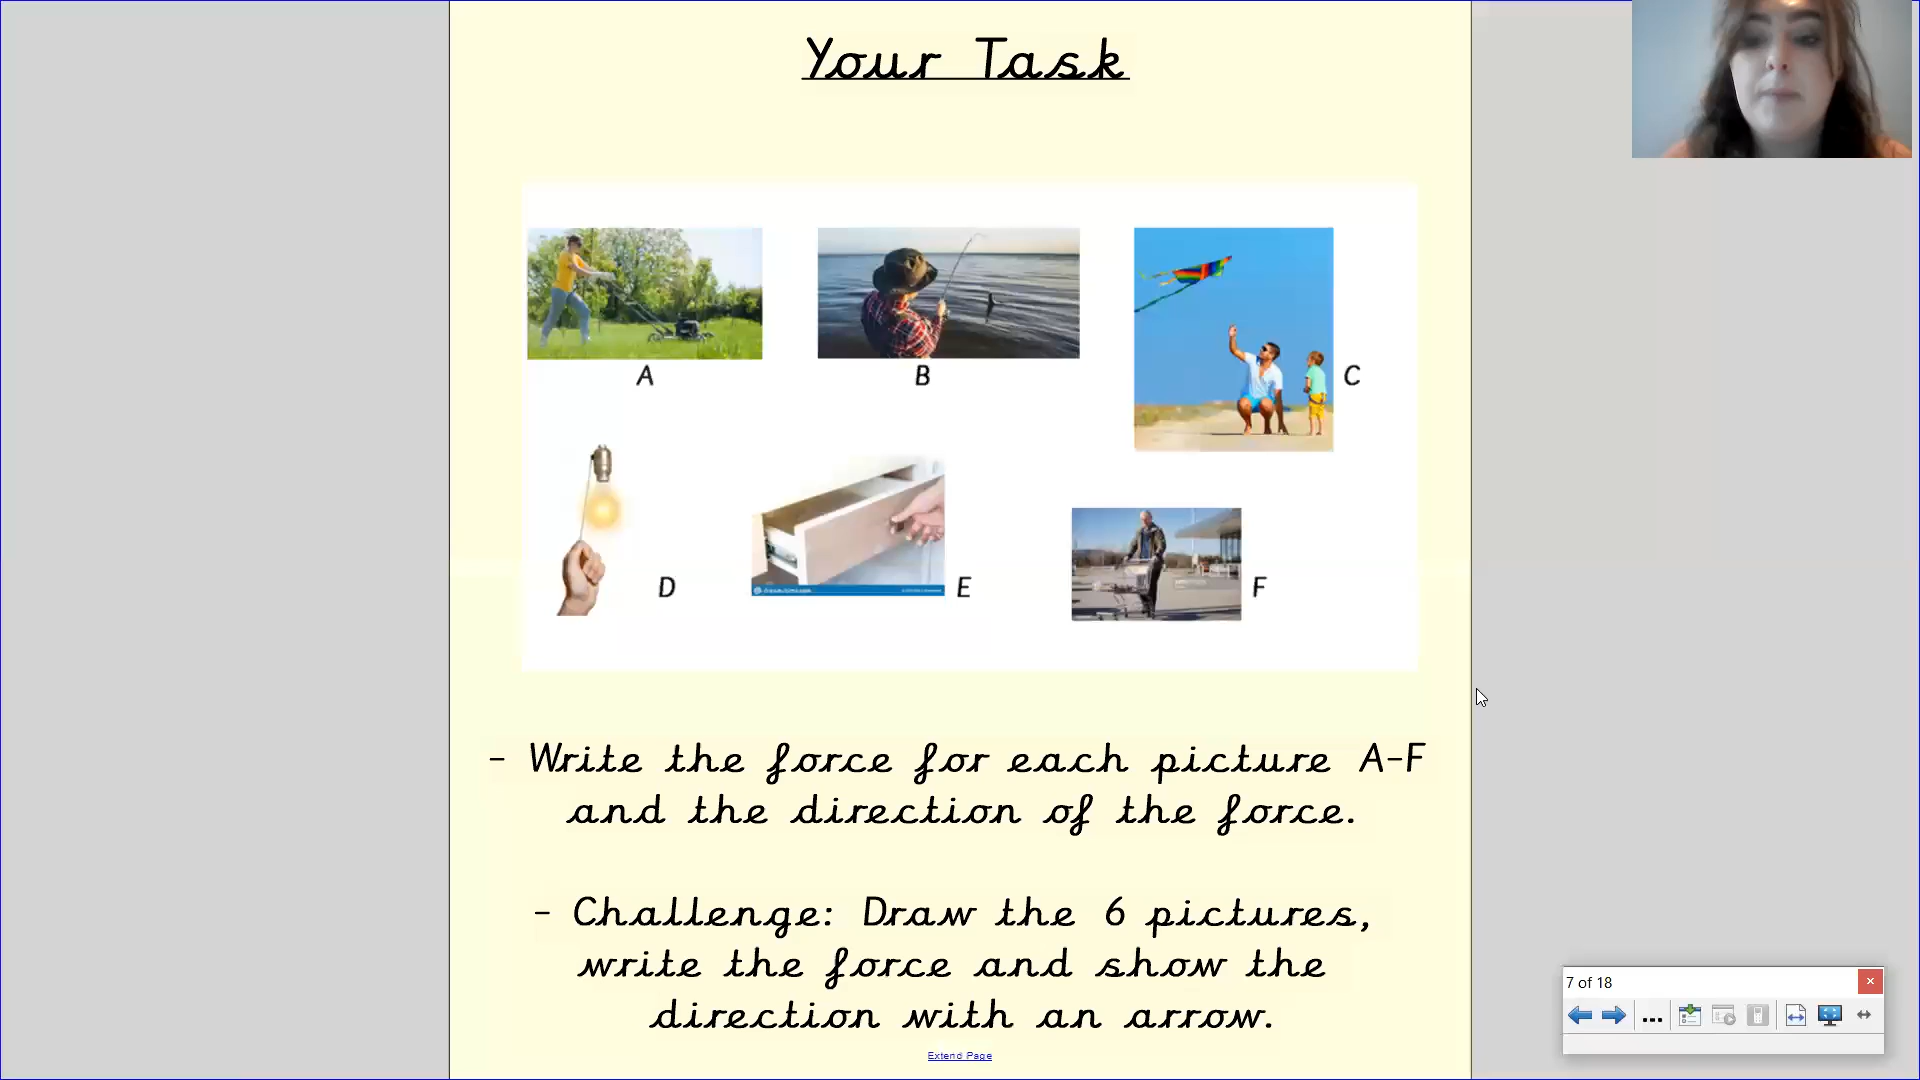 Your Task
A
B
C
D
E
F
- Write the force for each picture A-F
and the direction of the force.
- Challenge: Draw the 6 pictures,
write the force and show the
direction with an arrow.
Extend Page
7 of 18